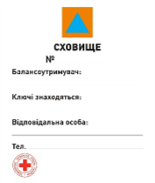 СХОВИЩЕ
№
Балансоутримувач:
Ключі знаходяться:
Відповідальна особа:
Тел.